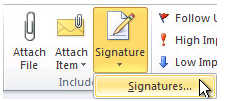 Attach File
Attach Item
Signature
Follow U
High Imp
Low Imp
Include
Signatures...